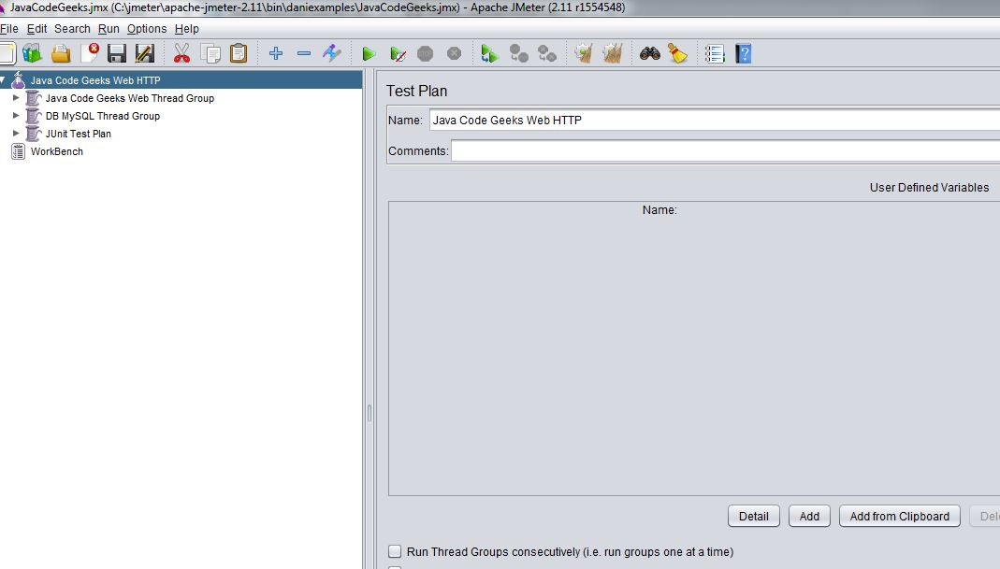 JavaCodeGeeks.jmx (C:\jmeter\apache-jmeter-2.11\bin\daniexamples\JavaCodeGeeks.jmx) - Apache JMeter (2.11 r1554548)
File Edit Search Run Options Help
Java Code Geeks Web HTTP
Java Code Geeks Web Thread Group
DB MySQL Thread Group
JUnit Test Plan
WorkBench
Test Plan
Name: Java Code Geeks Web HTTP
Comments:
User Defined Variables
Name:
Detail Add Add from Clipboard
Run Thread Groups consecutively (i.e. run groups one at a time)